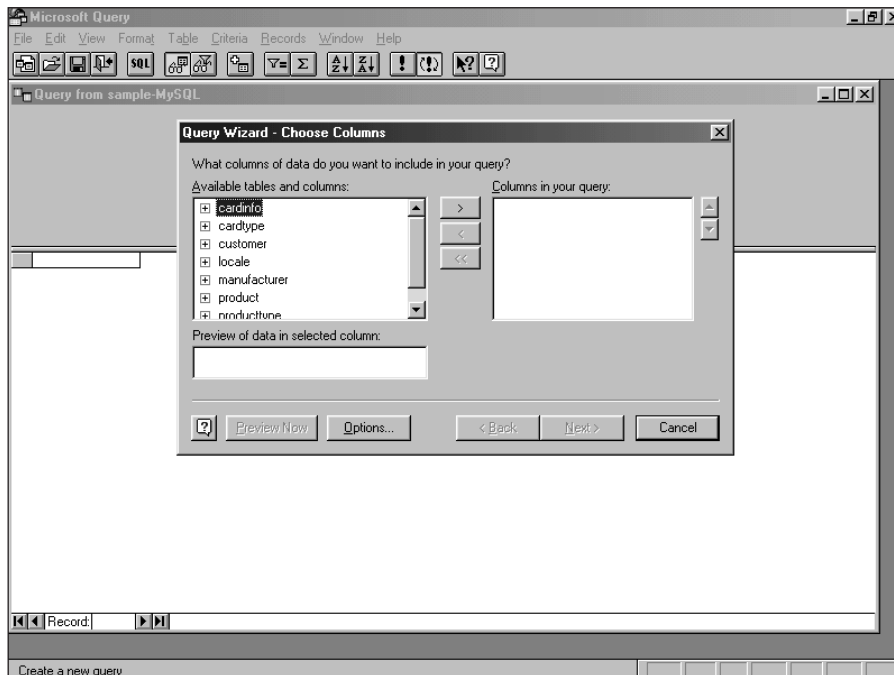 Microsoft Query
File Edit View Format Table Criteria Records Window Help
SQL
Query from sample-MySQL
Query Wizard - Choose Columns
What columns of data do you want to include in your query?
Available tables and columns:
Columns in your query:
cardinfo
cardtype
customer
locale
manufacturer
product
producttype
>
<
<<
Preview of data in selected column:
Preview Now
Options...
< Back
Next >
Cancel
Record:
Create a new query